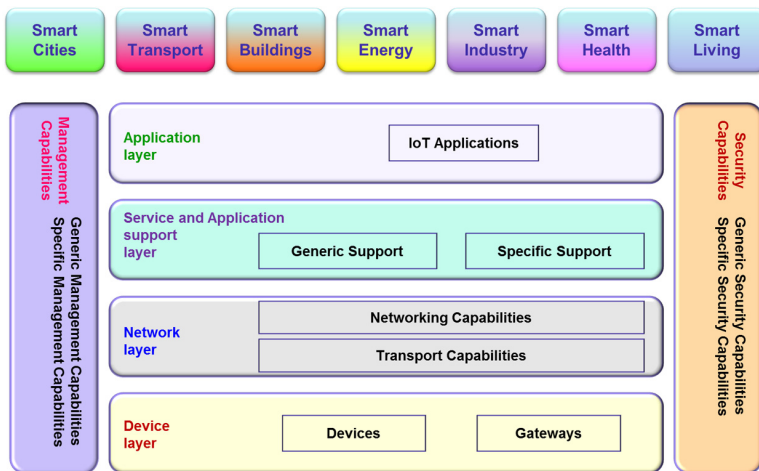 Smart
Cities
Smart
Transport
Smart
Buildings
Smart
Energy
Smart
Industry
Smart
Health
Smart
Living
Management
Capabilities
Generic Management Capabilities
Specific Management Capabilities
Application
layer
IoT Applications
Service and Application
support
layer
Generic Support
Specific Support
Network
layer
Networking Capabilities
Transport Capabilities
Device
layer
Devices
Gateways
Security
Capabilities
Generic Security Capabilities
Specific Security Capabilities